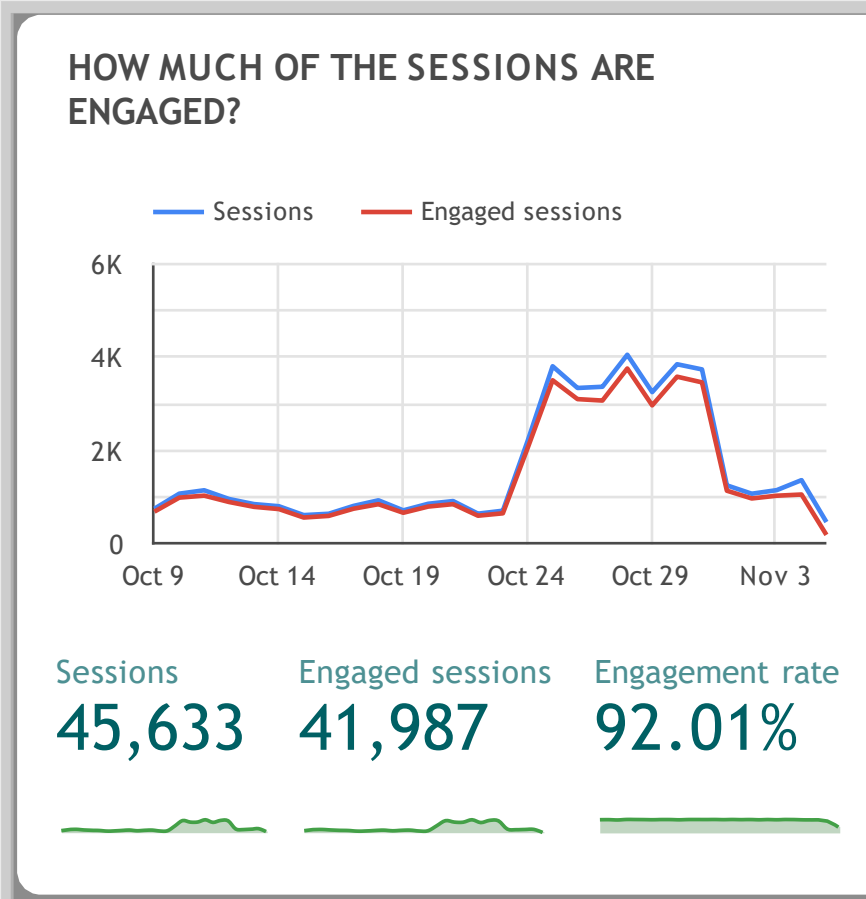 HOW MUCH OF THE SESSIONS ARE
ENGAGED?
Sessions Engaged sessions
6K
4K
2K
0
Oct 9 Oct 14 Oct 19 Oct 24 Oct 29 Nov 3
Sessions Engaged sessions Engagement rate
45,633 41,987 92.01%